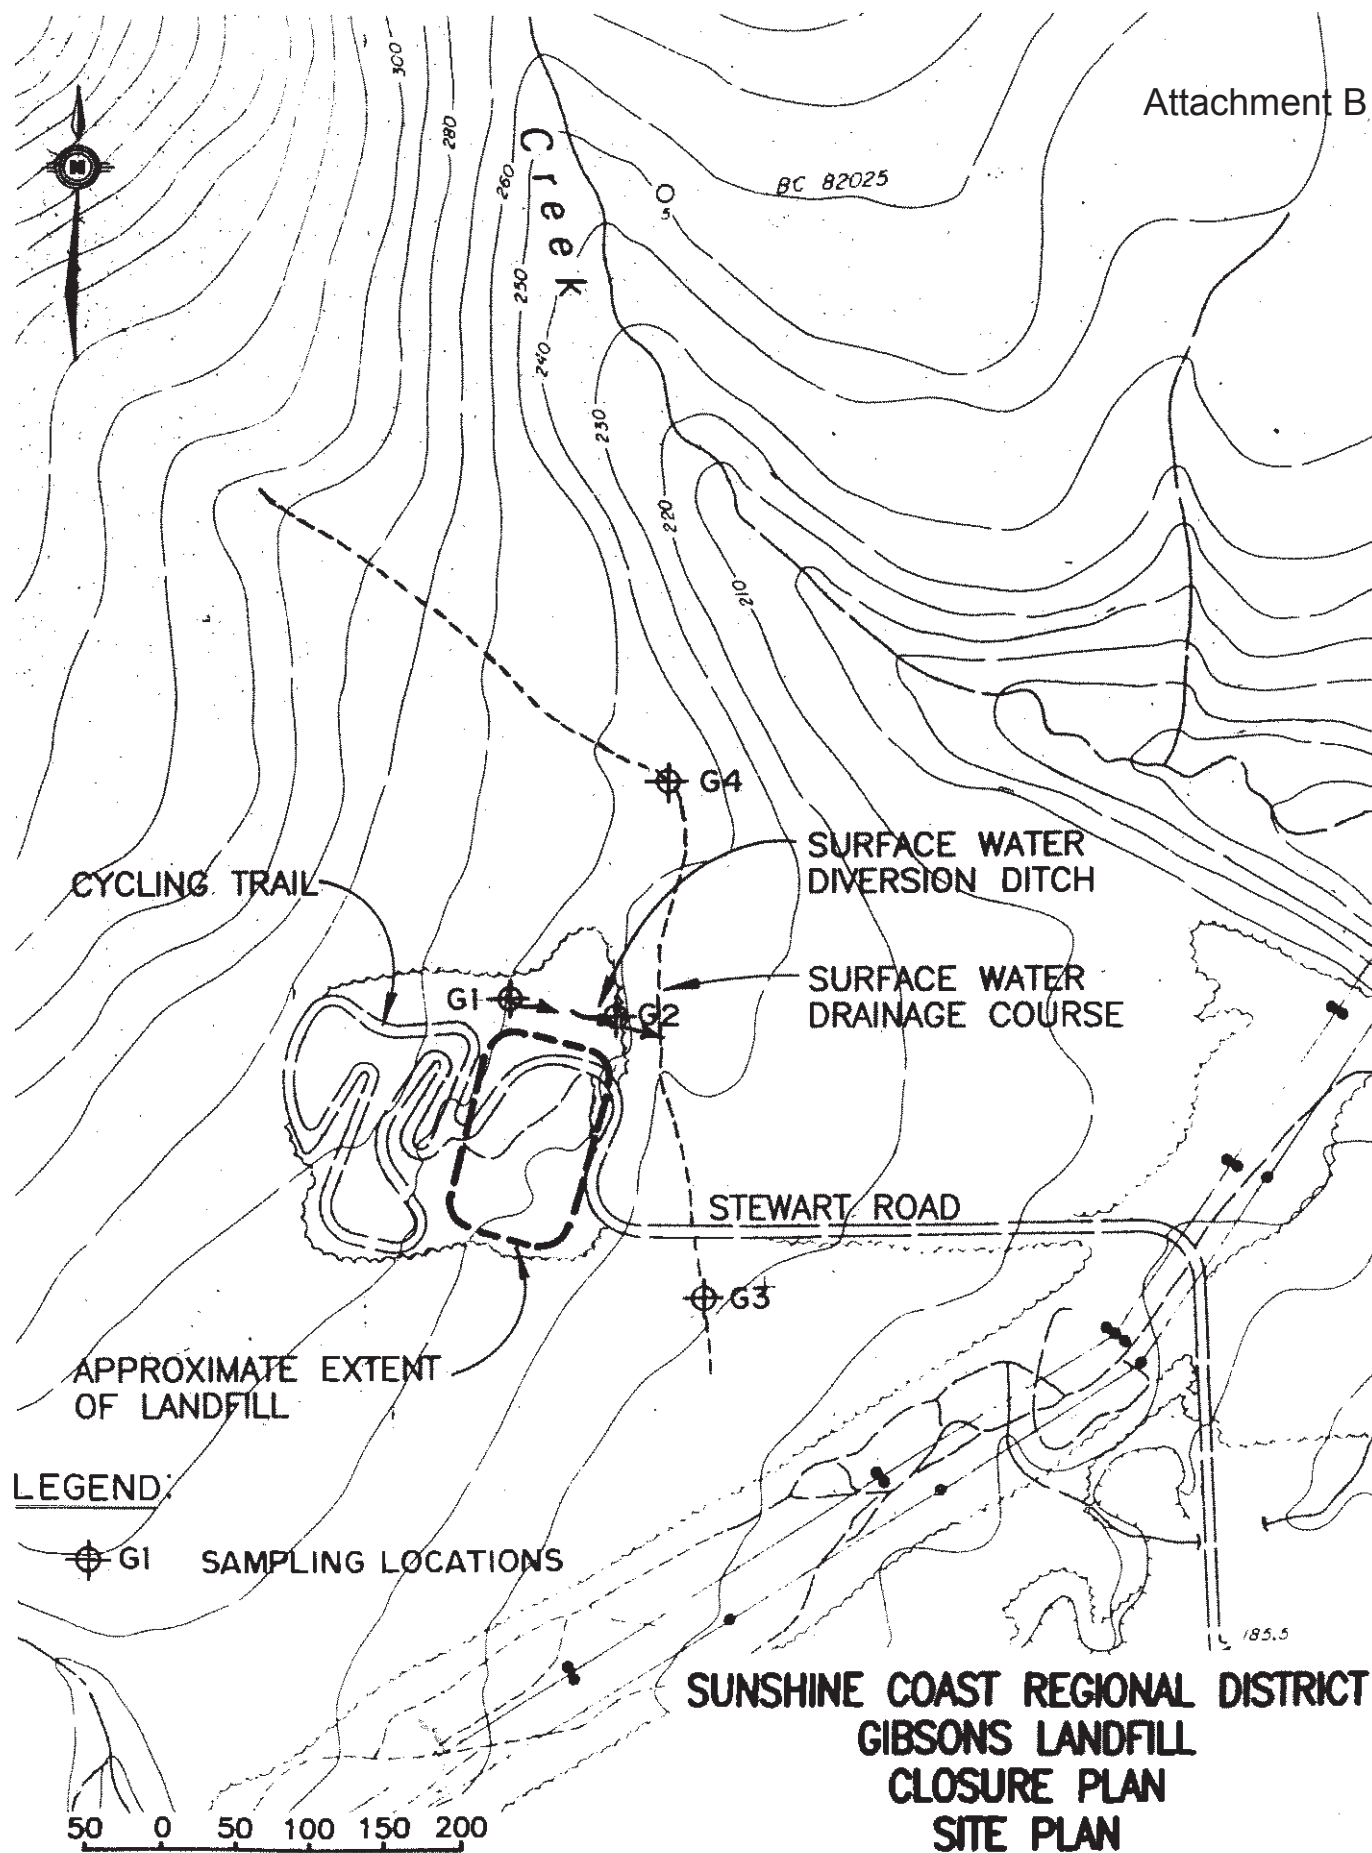 Attachment B
300
280
260
250
240
230
220
210
Creek
N
BC 82025
5
G4
SURFACE WATER
DIVERSION DITCH
CYCLING TRAIL
SURFACE WATER
DRAINAGE COURSE
G1
G2
STEWART ROAD
G3
APPROXIMATE EXTENT
OF LANDFILL
LEGEND:
G1 SAMPLING LOCATIONS
185.5
SUNSHINE COAST REGIONAL DISTRICT
GIBSONS LANDFILL
CLOSURE PLAN
SITE PLAN
50 0 50 100 150 200